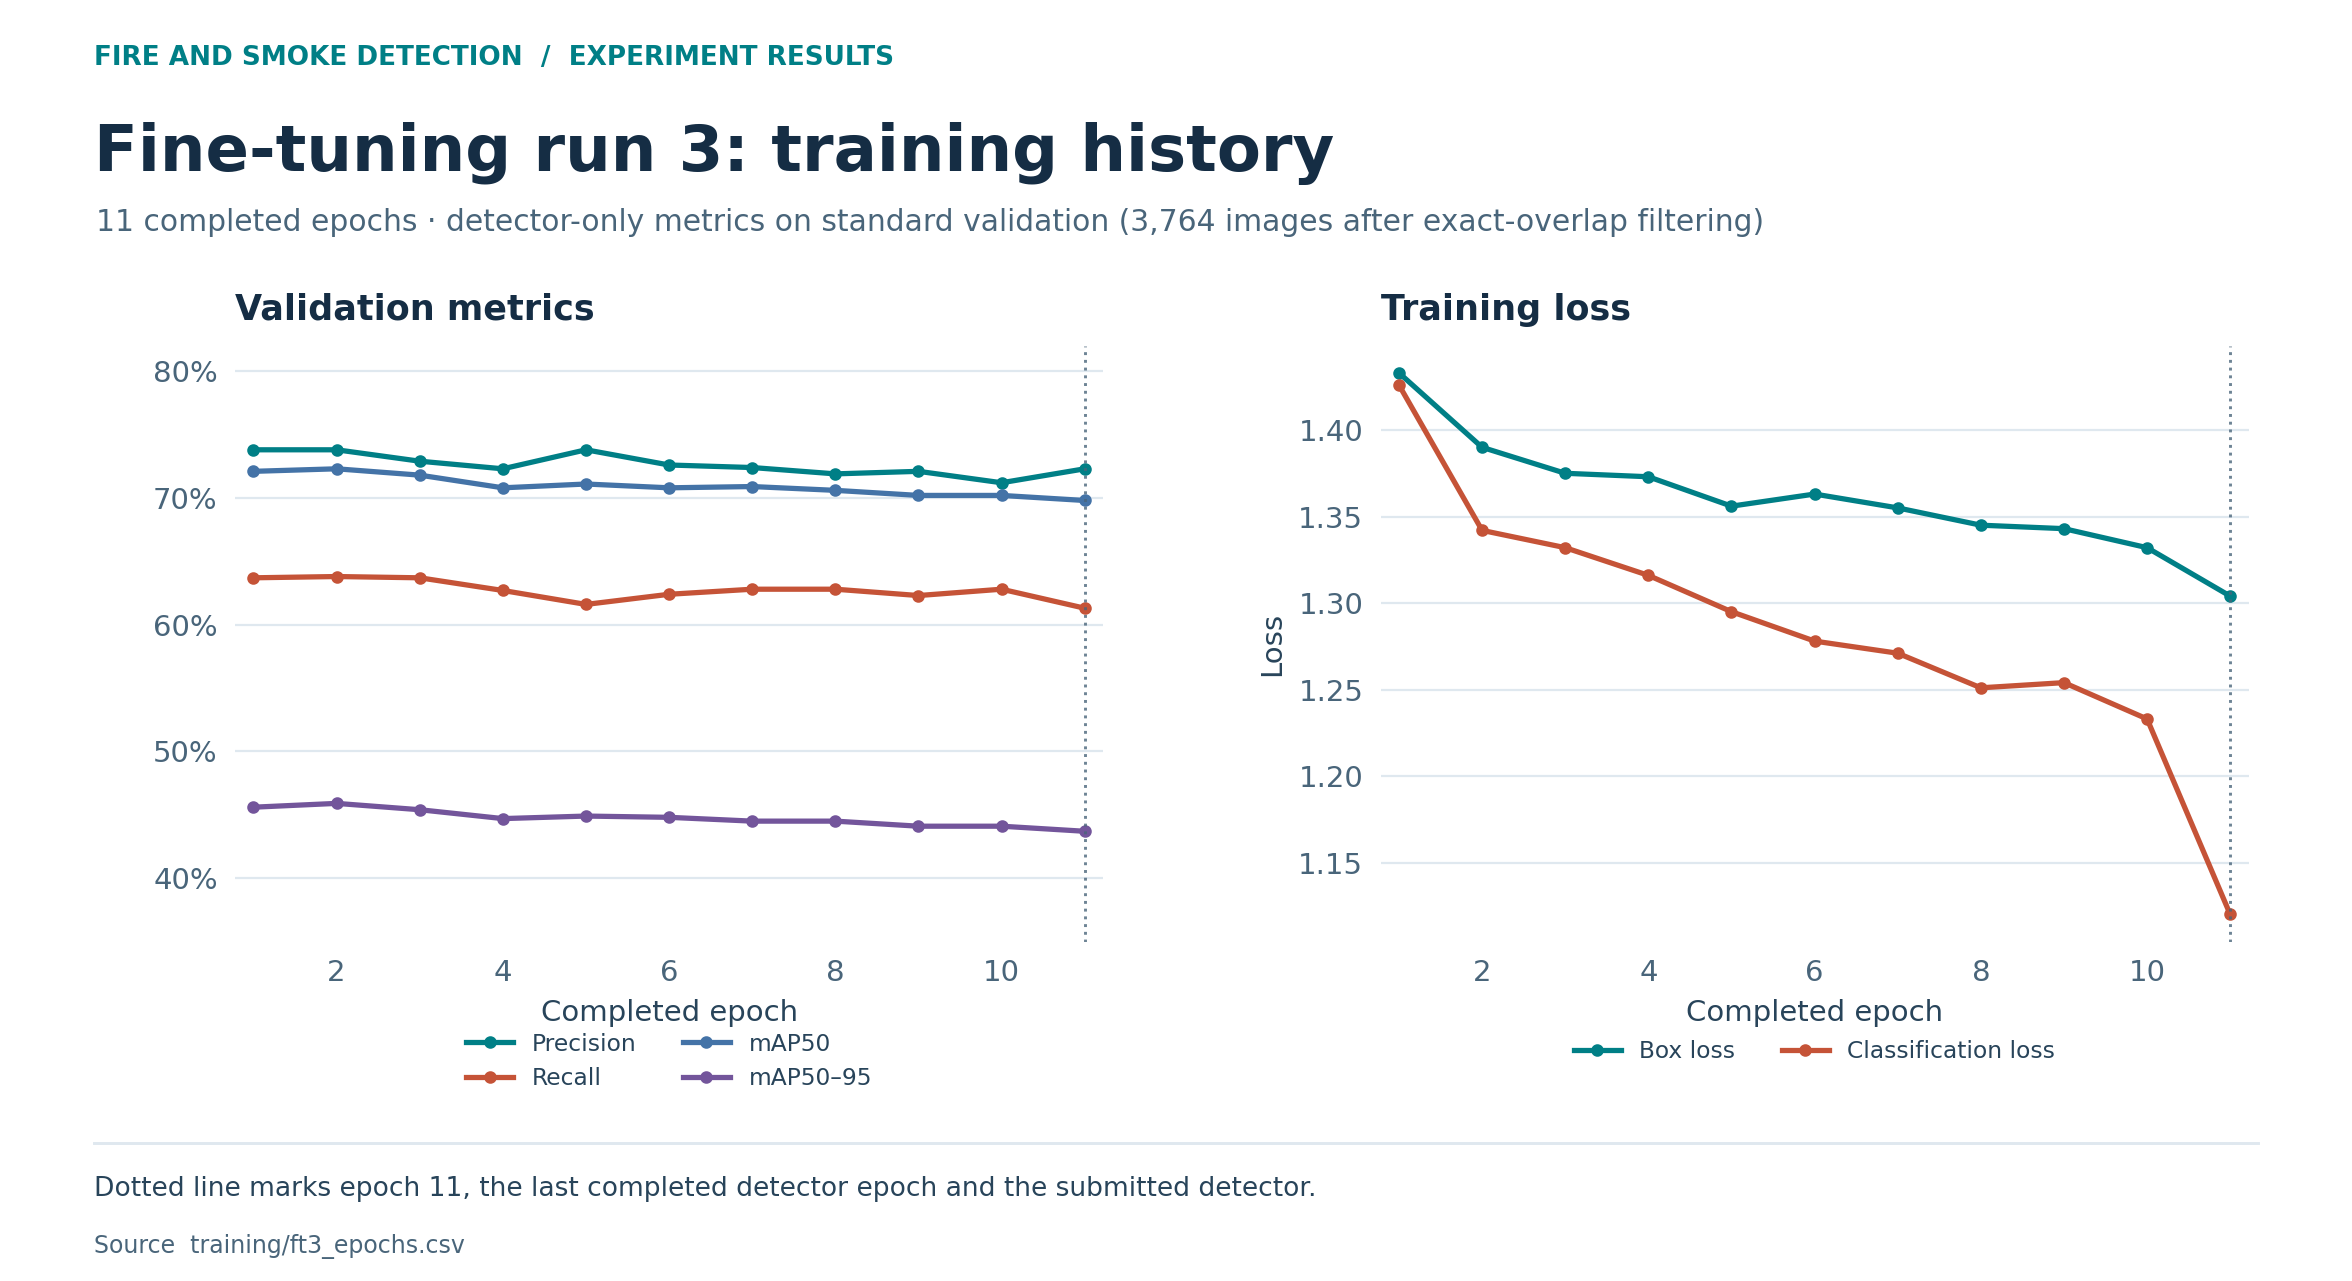 FIRE AND SMOKE DETECTION / EXPERIMENT RESULTS
Fine-tuning run 3: training history
11 completed epochs · detector-only metrics on standard validation (3,764 images after exact-overlap filtering)
Validation metrics
80%
70%
60%
50%
40%
2 4 6 8 10
Completed epoch
Precision mAP50
Recall mAP50–95
Training loss
Loss
1.40
1.35
1.30
1.25
1.20
1.15
2 4 6 8 10
Completed epoch
Box loss Classification loss
Dotted line marks epoch 11, the last completed detector epoch and the submitted detector.
Source training/ft3_epochs.csv